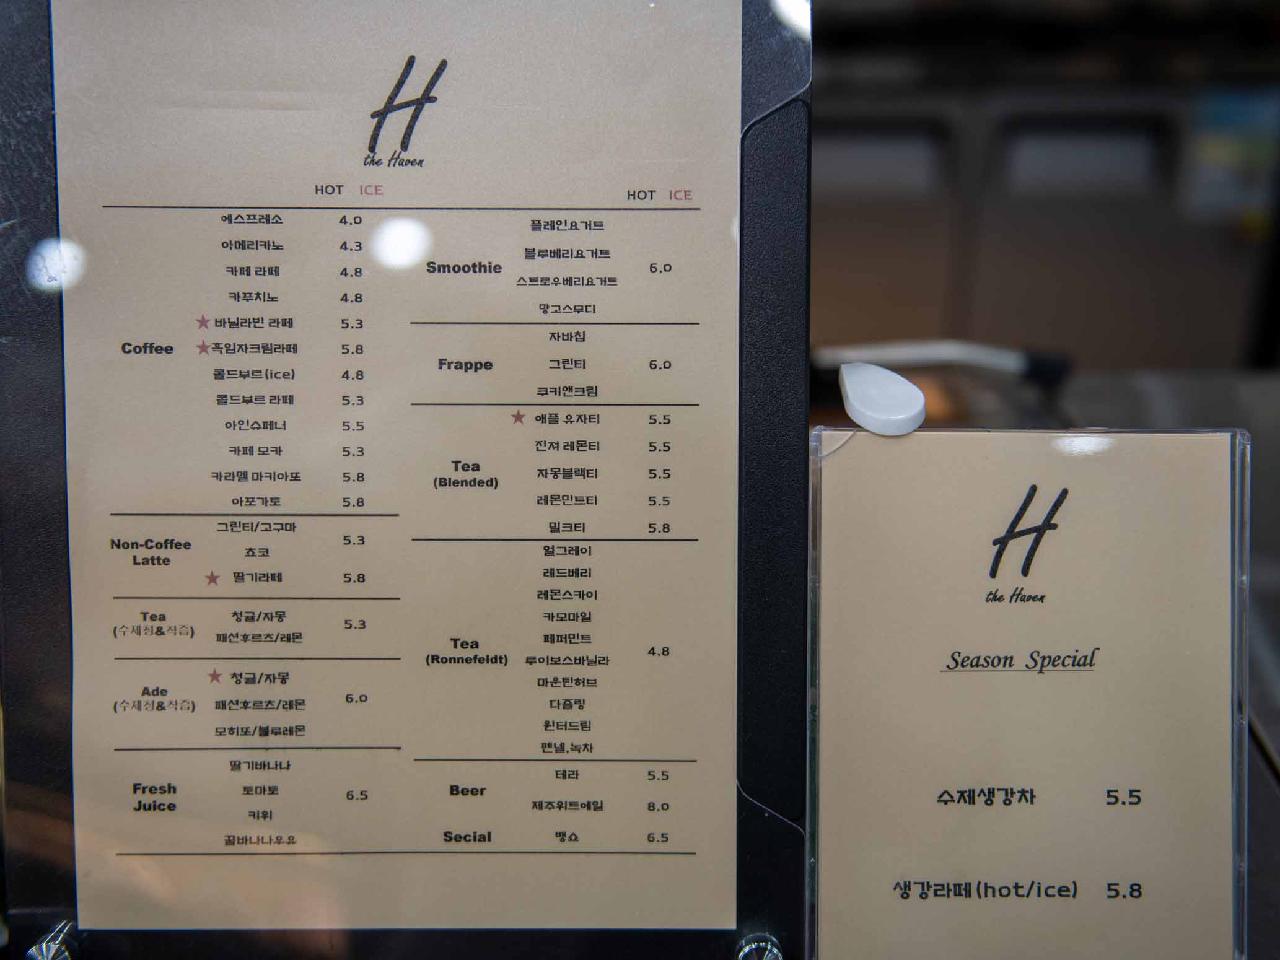 H
the Haven
HOT ICE
Coffee
에스프레소 4.0
아메리카노 4.3
카페 라떼 4.8
카푸치노 4.8
★ 바닐라빈 라떼 5.3
★ 흑임자크림라떼 5.8
콜드부르(ice) 4.8
콜드부르 라떼 5.3
아인슈페너 5.5
카페 모카 5.3
카라멜 마키아또 5.8
아포가토 5.8
Non-Coffee
Latte
그린티/고구마
쵸코
5.3
★ 딸기라떼 5.8
Tea
(수제청&착즙)
청귤/자몽
패션후르츠/레몬
5.3
Ade
(수제청&착즙)
★ 청귤/자몽
패션후르츠/레몬
모히또/블루레몬
6.0
Fresh
Juice
딸기바나나
토마토
키위
꿀바나나우유
6.5
HOT ICE
Smoothie
플레인요거트
블루베리요거트
스트로우베리요거트
망고스무디
6.0
Frappe
자바칩
그린티
쿠키앤크림
6.0
Tea
(Blended)
★ 애플 유자티 5.5
진저 레몬티 5.5
자몽블랙티 5.5
레몬민트티 5.5
밀크티 5.8
Tea
(Ronnefeldt)
얼그레이
레드베리
레몬스카이
카모마일
페퍼민트
루이보스바닐라
마운틴허브
다즐링
윈터드림
펜넬,녹차
4.8
Beer
테라 5.5
제주위트에일 8.0
Secial
뱅쇼 6.5
H
the Haven
Season Special
수제생강차 5.5
생강라떼(hot/ice) 5.8